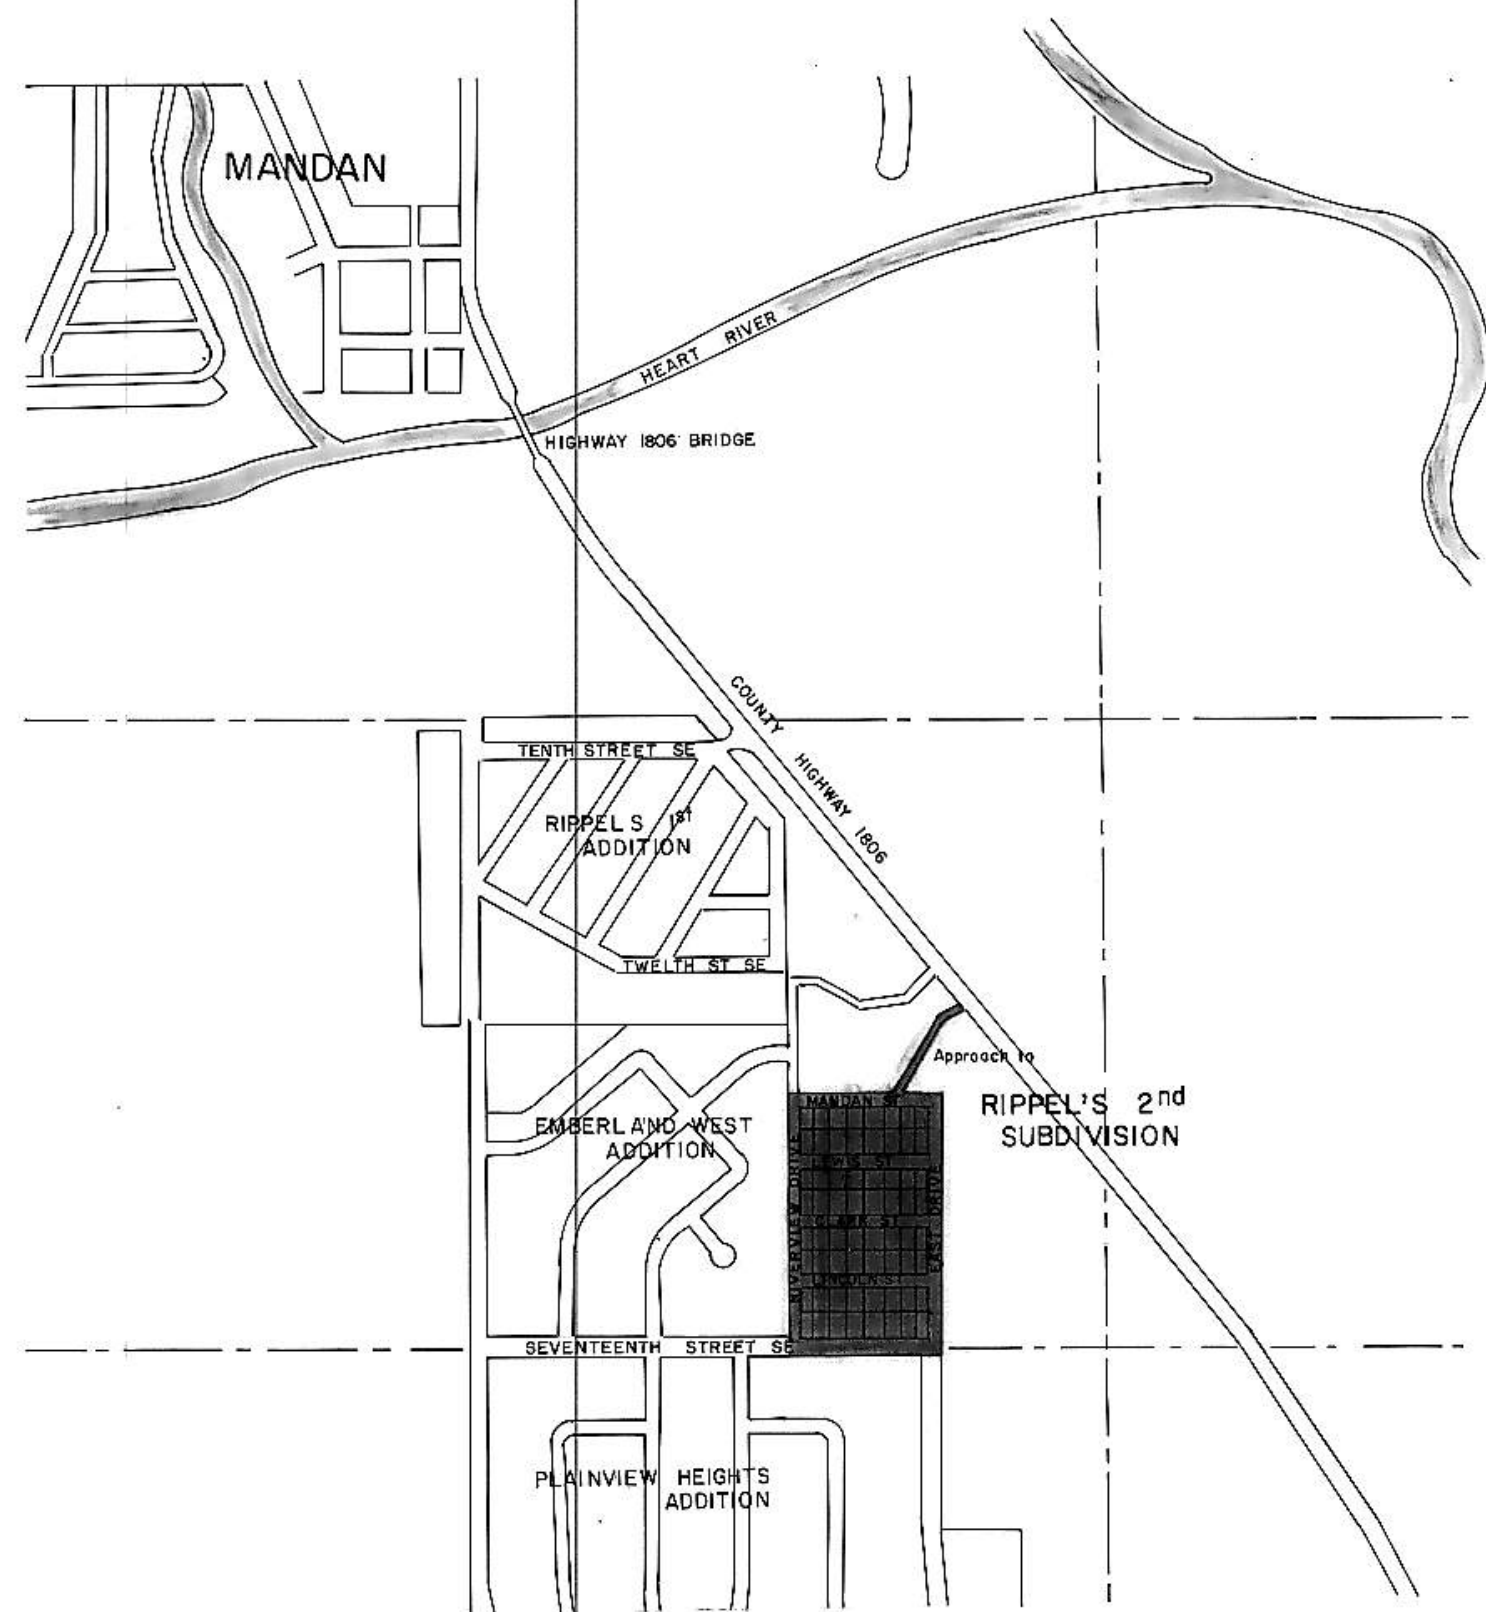 MANDAN
HEART RIVER
HIGHWAY 1806 BRIDGE
COUNTY HIGHWAY 1806
TENTH STREET SE
RIPPEL'S 1st
ADDITION
TWELTH ST SE
Approach to
RIPPEL'S 2nd
SUBDIVISION
MANDAN ST
EMBERLAND WEST
ADDITION
LEWIS ST
RIVERVIEW DRIVE
EAST DRIVE
CLARK ST
LINCOLN ST
SEVENTEENTH STREET SE
PLAINVIEW HEIGHTS
ADDITION